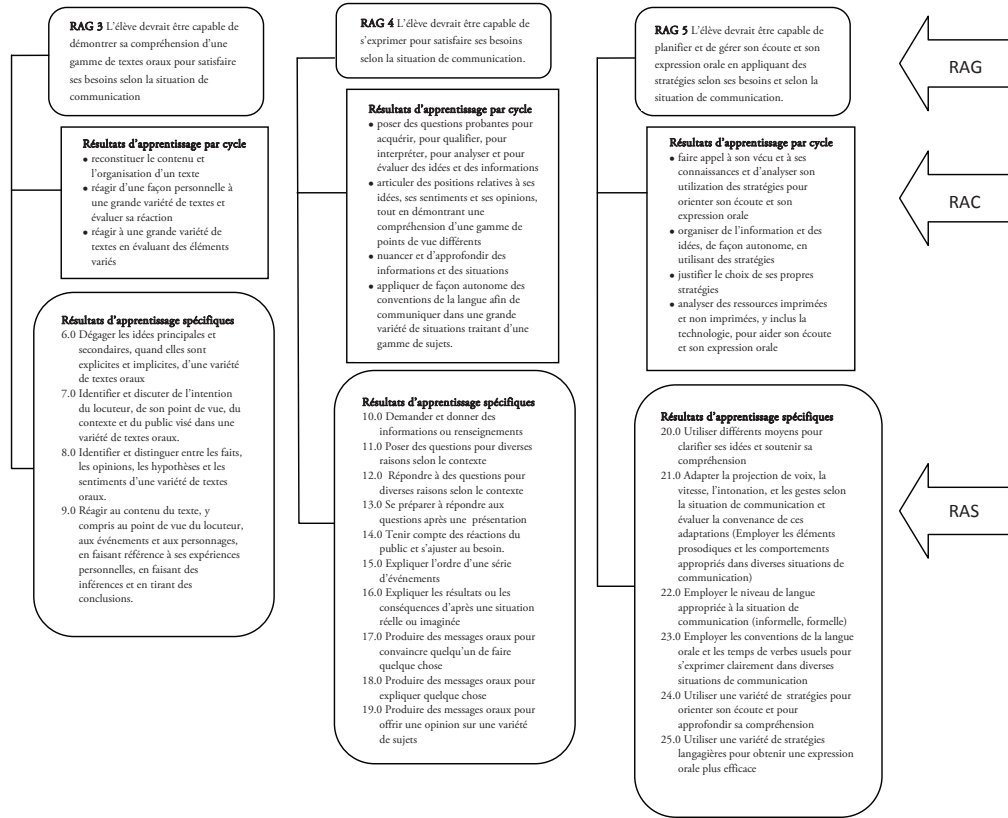 RAG 3 L'élève devrait être capable de
démontrer sa compréhension d'une
gamme de textes oraux pour satisfaire
ses besoins selon la situation de
communication
Résultats d'apprentissage par cycle
• reconstituer le contenu et
l'organisation d'un texte
• réagir d'une façon personnelle à
une grande variété de textes et
évaluer sa réaction
• réagir à une grande variété de
textes en évaluant des éléments
variés
Résultats d'apprentissage spécifiques
6.0 Dégager les idées principales et
secondaires, quand elles sont
explicites et implicites, d'une variété
de textes oraux
7.0 Identifier et discuter de l'intention
du locuteur, de son point de vue, du
contexte et du public visé dans une
variété de textes oraux.
8.0 Identifier et distinguer entre les faits,
les opinions, les hypothèses et les
sentiments d'une variété de textes
oraux.
9.0 Réagir au contenu du texte, y
compris au point de vue du locuteur,
aux événements et aux personnages,
en faisant référence à ses expériences
personnelles, en faisant des
inférences et en tirant des
conclusions.
RAG 4 L'élève devrait être capable de
s'exprimer pour satisfaire ses besoins
selon la situation de communication.
Résultats d'apprentissage par cycle
• poser des questions probantes pour
acquérir, pour qualifier, pour
interpréter, pour analyser et pour
évaluer des idées et des informations
• articuler des positions relatives à ses
idées, ses sentiments et ses opinions,
tout en démontrant une
compréhension d'une gamme de
points de vue différents
• nuancer et d'approfondir des
informations et des situations
• appliquer de façon autonome des
conventions de la langue afin de
communiquer dans une grande
variété de situations traitant d'une
gamme de sujets.
Résultats d'apprentissage spécifiques
10.0 Demander et donner des
informations ou renseignements
11.0 Poser des questions pour diverses
raisons selon le contexte
12.0 Répondre à des questions pour
diverses raisons selon le contexte
13.0 Se préparer à répondre aux
questions après une présentation
14.0 Tenir compte des réactions du
public et s'ajuster au besoin.
15.0 Expliquer l'ordre d'une série
d'événements
16.0 Expliquer les résultats ou les
conséquences d'après une situation
réelle ou imaginée
17.0 Produire des messages oraux pour
convaincre quelqu'un de faire
quelque chose
18.0 Produire des messages oraux pour
expliquer quelque chose
19.0 Produire des messages oraux pour
offrir une opinion sur une variété
de sujets
RAG 5 L'élève devrait être capable de
planifier et de gérer son écoute et son
expression orale en appliquant des
stratégies selon ses besoins et selon la
situation de communication.
Résultats d'apprentissage par cycle
• faire appel à son vécu et à ses
connaissances et d'analyser son
utilisation des stratégies pour
orienter son écoute et son
expression orale
• organiser de l'information et des
idées, de façon autonome, en
utilisant des stratégies
• justifier le choix de ses propres
stratégies
• analyser des ressources imprimées
et non imprimées, y inclus la
technologie, pour aider son écoute
et son expression orale
Résultats d'apprentissage spécifiques
20.0 Utiliser différents moyens pour
clarifier ses idées et soutenir sa
compréhension
21.0 Adapter la projection de voix, la
vitesse, l'intonation, et les gestes selon
la situation de communication et
évaluer la convenance de ces
adaptations (Employer les éléments
prosodiques et les comportements
appropriés dans diverses situations de
communication)
22.0 Employer le niveau de langue
appropriée à la situation de
communication (informelle, formelle)
23.0 Employer les conventions de la langue
orale et les temps de verbes usuels pour
s'exprimer clairement dans diverses
situations de communication
24.0 Utiliser une variété de stratégies pour
orienter son écoute et pour
approfondir sa compréhension
25.0 Utiliser une variété de stratégies
langagières pour obtenir une expression
orale plus efficace
RAG
RAC
RAS